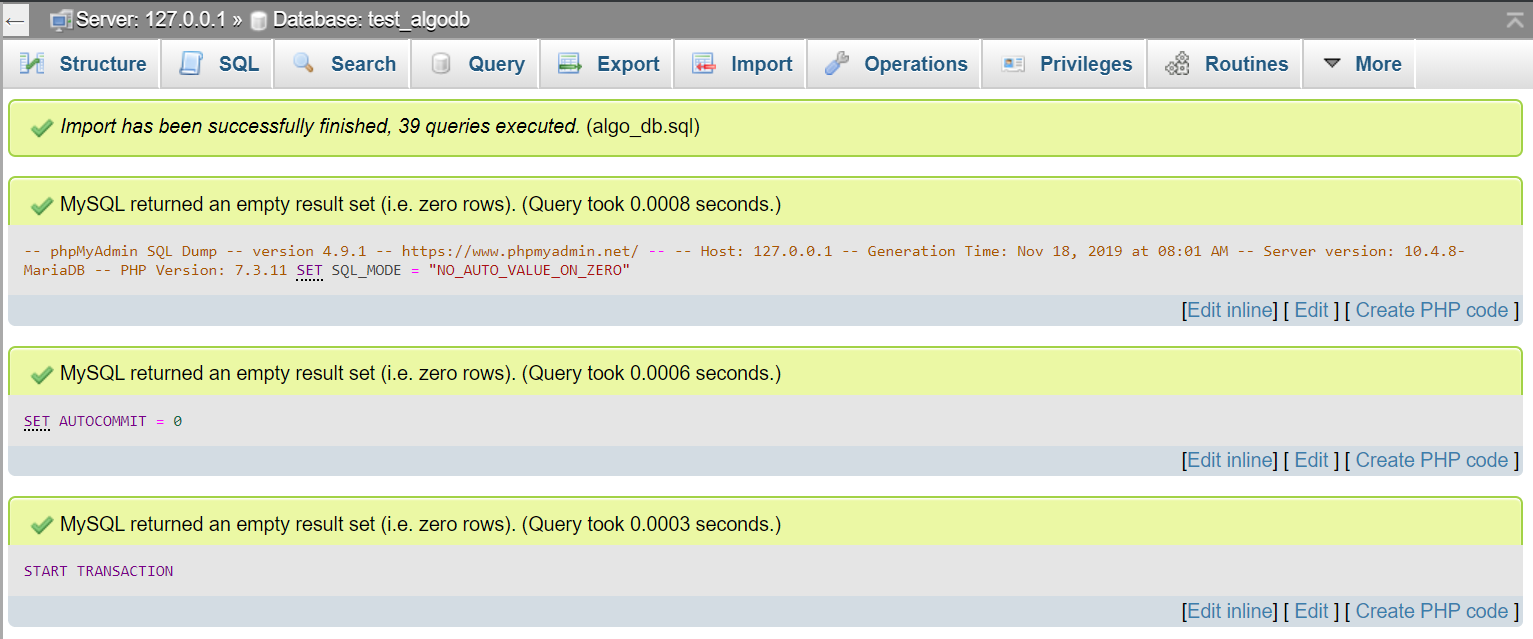 Server: 127.0.0.1 » Database: test_algodb
Structure SQL Search Query Export Import Operations Privileges Routines More
Import has been successfully finished, 39 queries executed. (algo_db.sql)
MySQL returned an empty result set (i.e. zero rows). (Query took 0.0008 seconds.)
-- phpMyAdmin SQL Dump -- version 4.9.1 -- https://www.phpmyadmin.net/ -- -- Host: 127.0.0.1 -- Generation Time: Nov 18, 2019 at 08:01 AM -- Server version: 10.4.8-
MariaDB -- PHP Version: 7.3.11 SET SQL_MODE = "NO_AUTO_VALUE_ON_ZERO"
[Edit inline] [ Edit ] [ Create PHP code ]
MySQL returned an empty result set (i.e. zero rows). (Query took 0.0006 seconds.)
SET AUTOCOMMIT = 0
[Edit inline] [ Edit ] [ Create PHP code ]
MySQL returned an empty result set (i.e. zero rows). (Query took 0.0003 seconds.)
START TRANSACTION
[Edit inline] [ Edit ] [ Create PHP code ]